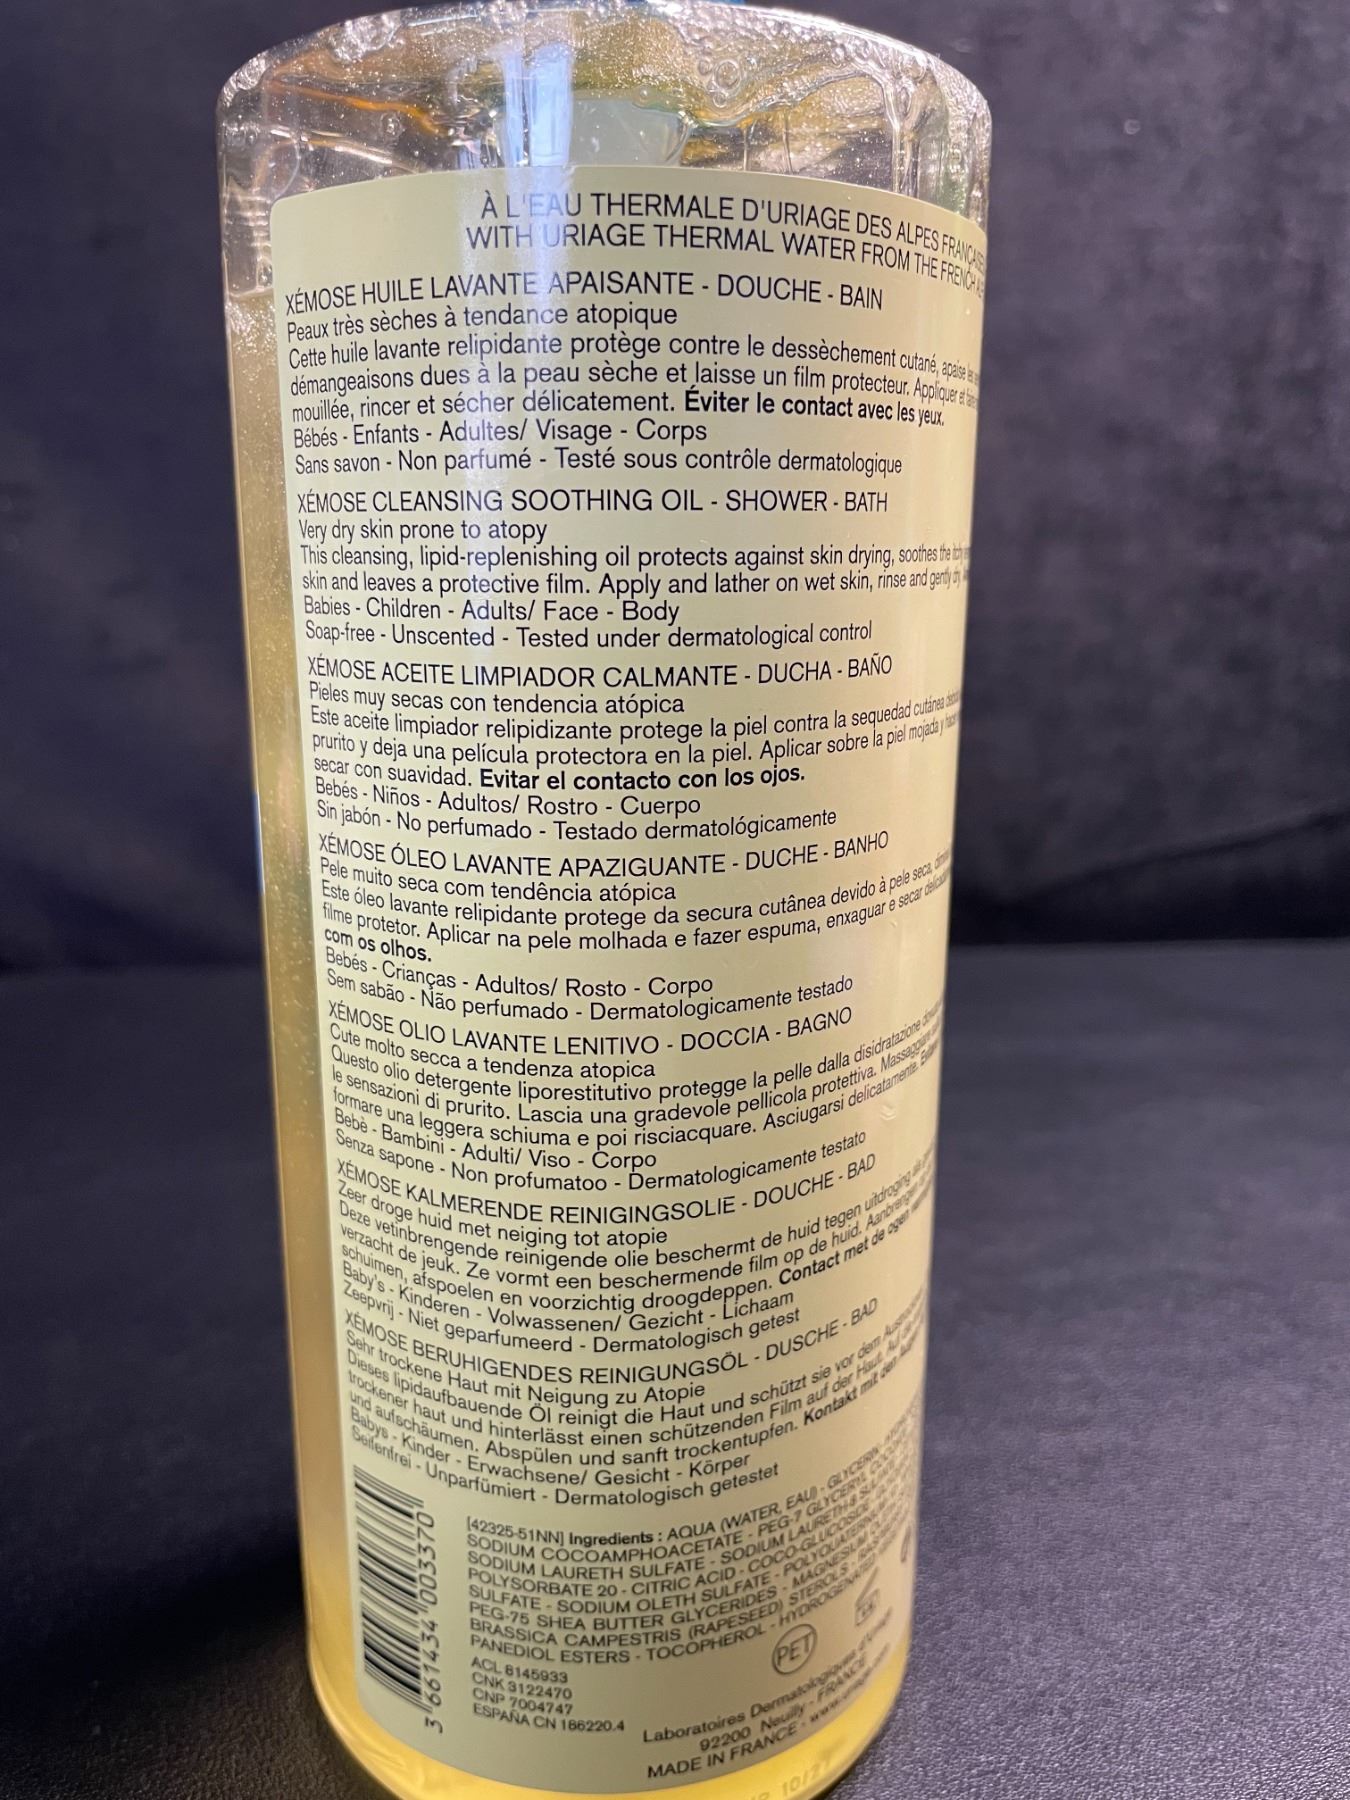 À L'EAU THERMALE D'URIAGE DES ALPES
WITH URIAGE THERMAL WATER FROM THE FRENCH
XÉMOSE HUILE LAVANTE APAISANTE - DOUCHE - BAIN
Peaux très sèches à tendance atopique
Cette huile lavante relipidante protège contre le dessèchement cutané, apaise les
démangeaisons dues à la peau sèche et laisse un film protecteur. Appliquer et
mouillée, rincer et sécher délicatement. Éviter le contact avec les yeux.
Bébés - Enfants - Adultes/ Visage - Corps
Sans savon - Non parfumé - Testé sous contrôle dermatologique
XÉMOSE CLEANSING SOOTHING OIL - SHOWER - BATH
Very dry skin prone to atopy
This cleansing, lipid-replenishing oil protects against skin drying, soothes the
skin and leaves a protective film. Apply and lather on wet skin, rinse and gently dry.
Babies - Children - Adults/ Face - Body
Soap-free - Unscented - Tested under dermatological control
XÉMOSE ACEITE LIMPIADOR CALMANTE - DUCHA - BAÑO
Pieles muy secas con tendencia atópica
Este aceite limpiador relipidizante protege la piel contra la sequedad cutánea
prurito y deja una película protectora en la piel. Aplicar sobre la piel mojada y
secar con suavidad. Evitar el contacto con los ojos.
Bebés - Niños - Adultos/ Rostro - Cuerpo
Sin jabón - No perfumado - Testado dermatológicamente
XÉMOSE ÓLEO LAVANTE APAZIGUANTE - DUCHE - BANHO
Pele muito seca com tendência atópica
Este óleo lavante relipidante protege da secura cutânea devido à pele seca,
filme protetor. Aplicar na pele molhada e fazer espuma, enxaguar e secar
com os olhos.
Bebés - Crianças - Adultos/ Rosto - Corpo
Sem sabão - Não perfumado - Dermatologicamente testado
XÉMOSE OLIO LAVANTE LENITIVO - DOCCIA - BAGNO
Cute molto secca a tendenza atopica
Questo olio detergente liporestitutivo protegge la pelle dalla disidratazione
le sensazioni di prurito. Lascia una gradevole pellicola protettiva. Massaggiare
formare una leggera schiuma e poi risciacquare. Asciugarsi delicatamente.
Bebè - Bambini - Adulti/ Viso - Corpo
Senza sapone - Non profumatoo - Dermatologicamente testato
XÉMOSE KALMERENDE REINIGINGSOLIE - DOUCHE - BAD
Zeer droge huid met neiging tot atopie
Deze vetinbrengende reinigende olie beschermt de huid tegen uitdroging
verzacht de jeuk. Ze vormt een beschermende film op de huid. Aanbrengen
schuimen, afspoelen en voorzichtig droogdeppen. Contact met de ogen
Baby's - Kinderen - Volwassenen/ Gezicht - Lichaam
Zeepvrij - Niet geparfumeerd - Dermatologisch getest
XÉMOSE BERUHIGENDES REINIGUNGSÖL - DUSCHE - BAD
Sehr trockene Haut mit Neigung zu Atopie
Dieses lipidaufbauende Öl reinigt die Haut und schützt sie vor dem
trockener haut und hinterlässt einen schützenden Film auf der Haut. Auf
und aufschäumen. Abspülen und sanft trockentupfen. Kontakt mit den
Babys - Kinder - Erwachsene/ Gesicht - Körper
Seifenfrei - Unparfümiert - Dermatologisch getestet
[42325-51NN] Ingredients : AQUA (WATER, EAU) - GLYCERIN
SODIUM COCOAMPHOACETATE - PEG-7 GLYCERYL
SODIUM LAURETH SULFATE - SODIUM LAURETH-8
POLYSORBATE 20 - CITRIC ACID - COCO-GLUCOSIDE
SULFATE - SODIUM OLETH SULFATE -
PEG-75 SHEA BUTTER GLYCERIDES - MAGNESIUM
BRASSICA CAMPESTRIS (RAPESEED) STEROLS
PANEDIOL ESTERS - TOCOPHEROL - HYDROGENATED
ACL 8145933
CNK 3122470
CNP 7004747
ESPAÑA CN 186220.4
3 661434 003370
PET
Laboratoires Dermatologiques d'Uriage
92200 Neuilly - FRANCE
MADE IN FRANCE